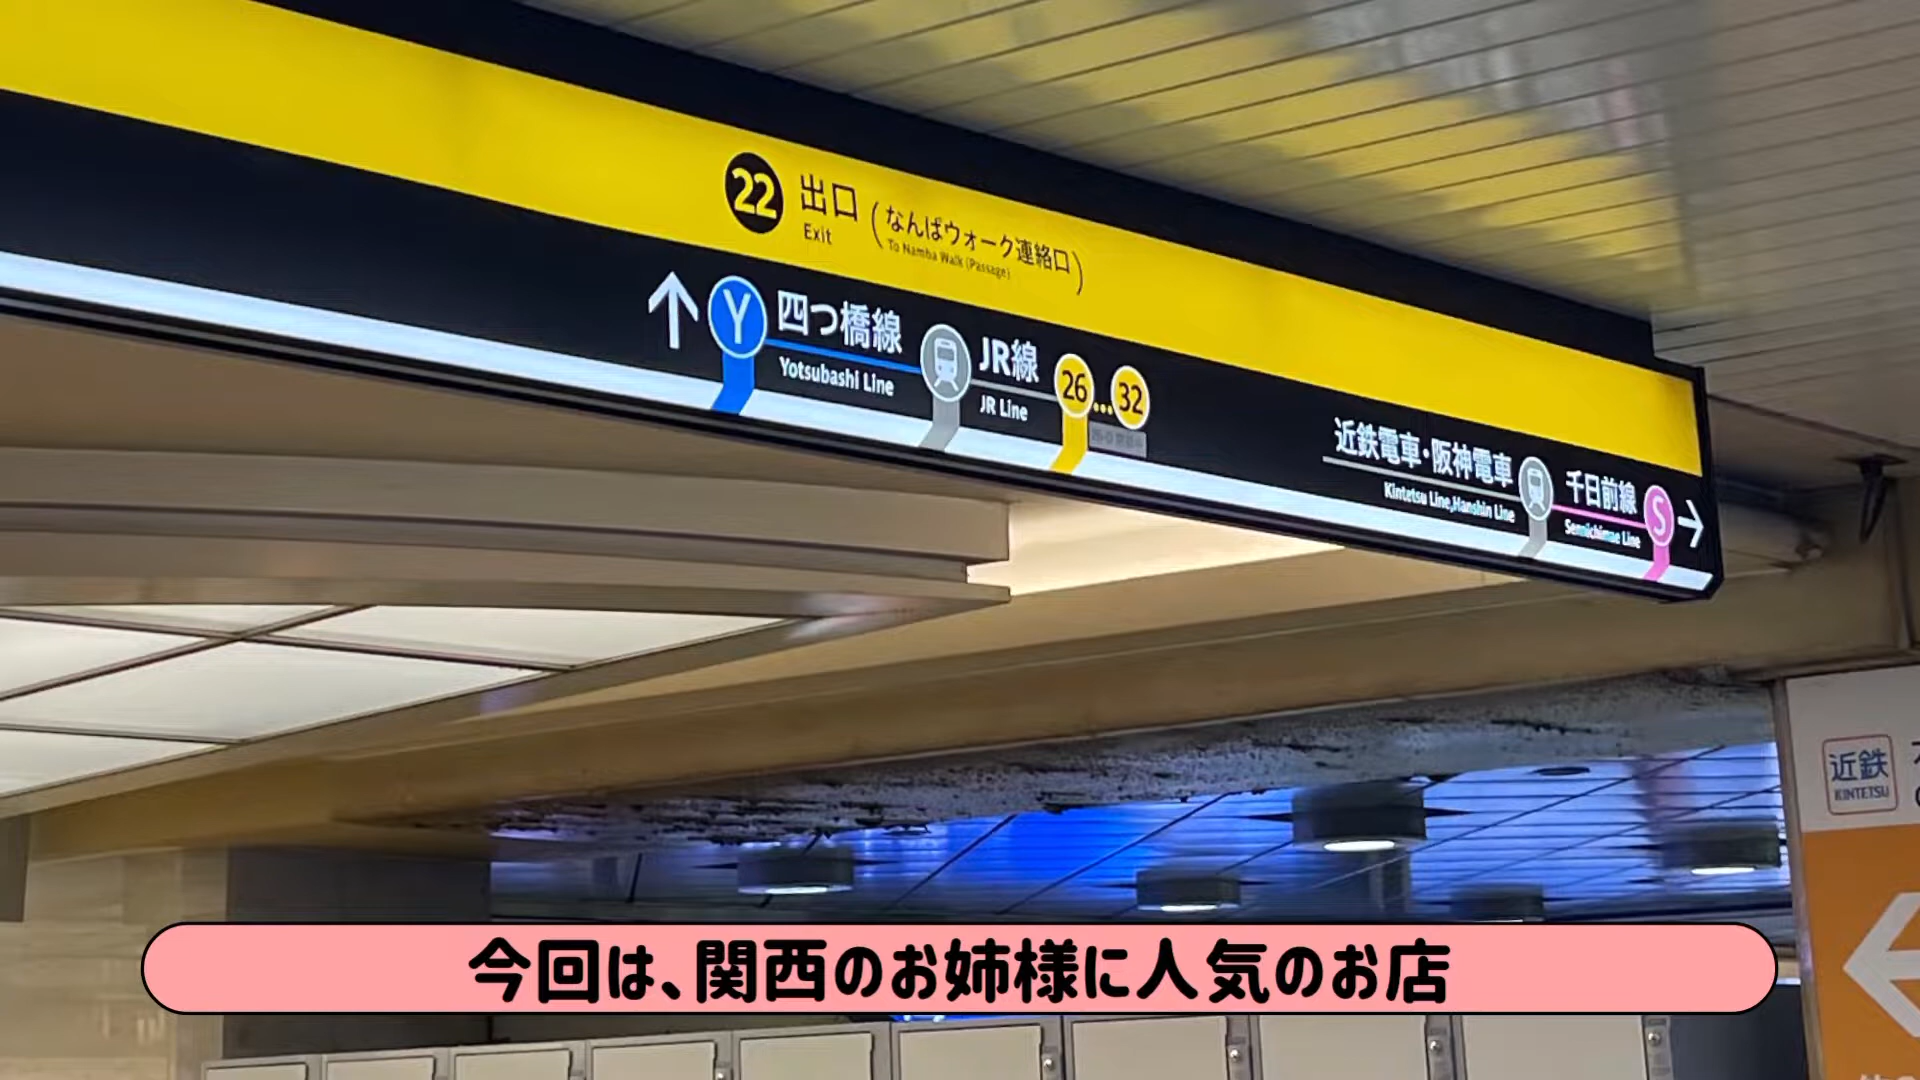 22 出口 (なんばウォーク連絡口)
Exit To Namba Walk (Passage)
↑ Y 四つ橋線 JR線 26…32
Yotsubashi Line JR Line
近鉄電車・阪神電車 千日前線 S →
Kintetsu Line,Hanshin Line Sennichimae Line
近鉄
KINTETSU
今回は、関西のお姉様に人気のお店